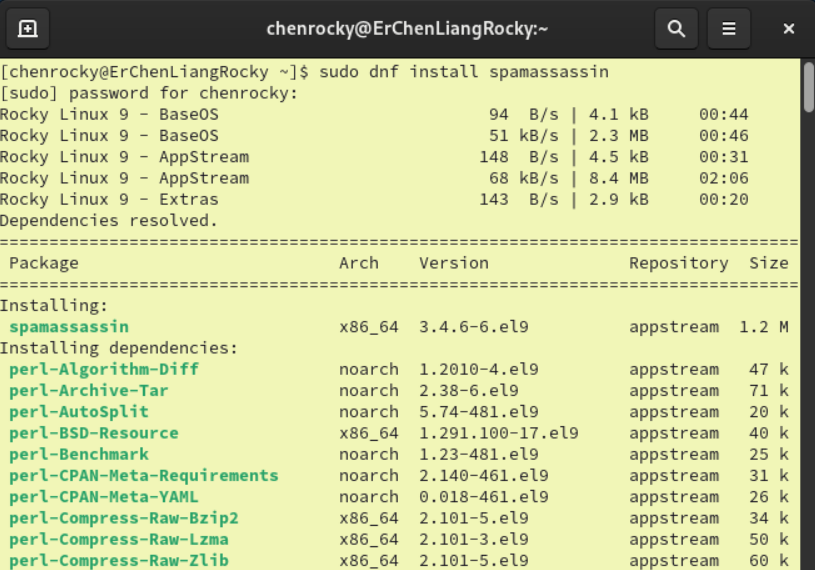 chenrocky@ErChenLiangRocky:~
[chenrocky@ErChenLiangRocky ~]$ sudo dnf install spamassassin
[sudo] password for chenrocky:
Rocky Linux 9 - BaseOS                           94  B/s | 4.1 kB     00:44
Rocky Linux 9 - BaseOS                           51 kB/s | 2.3 MB     00:46
Rocky Linux 9 - AppStream                       148  B/s | 4.5 kB     00:31
Rocky Linux 9 - AppStream                        68 kB/s | 8.4 MB     02:06
Rocky Linux 9 - Extras                          143  B/s | 2.9 kB     00:20
Dependencies resolved.
================================================================================
 Package                          Arch    Version              Repository  Size
================================================================================
Installing:
 spamassassin                     x86_64  3.4.6-6.el9          appstream  1.2 M
Installing dependencies:
 perl-Algorithm-Diff              noarch  1.2010-4.el9         appstream   47 k
 perl-Archive-Tar                 noarch  2.38-6.el9           appstream   71 k
 perl-AutoSplit                   noarch  5.74-481.el9         appstream   20 k
 perl-BSD-Resource                x86_64  1.291.100-17.el9     appstream   40 k
 perl-Benchmark                   noarch  1.23-481.el9         appstream   25 k
 perl-CPAN-Meta-Requirements      noarch  2.140-461.el9        appstream   31 k
 perl-CPAN-Meta-YAML              noarch  0.018-461.el9        appstream   26 k
 perl-Compress-Raw-Bzip2          x86_64  2.101-5.el9          appstream   34 k
 perl-Compress-Raw-Lzma           x86_64  2.101-3.el9          appstream   50 k
 perl-Compress-Raw-Zlib           x86_64  2.101-5.el9          appstream   60 k